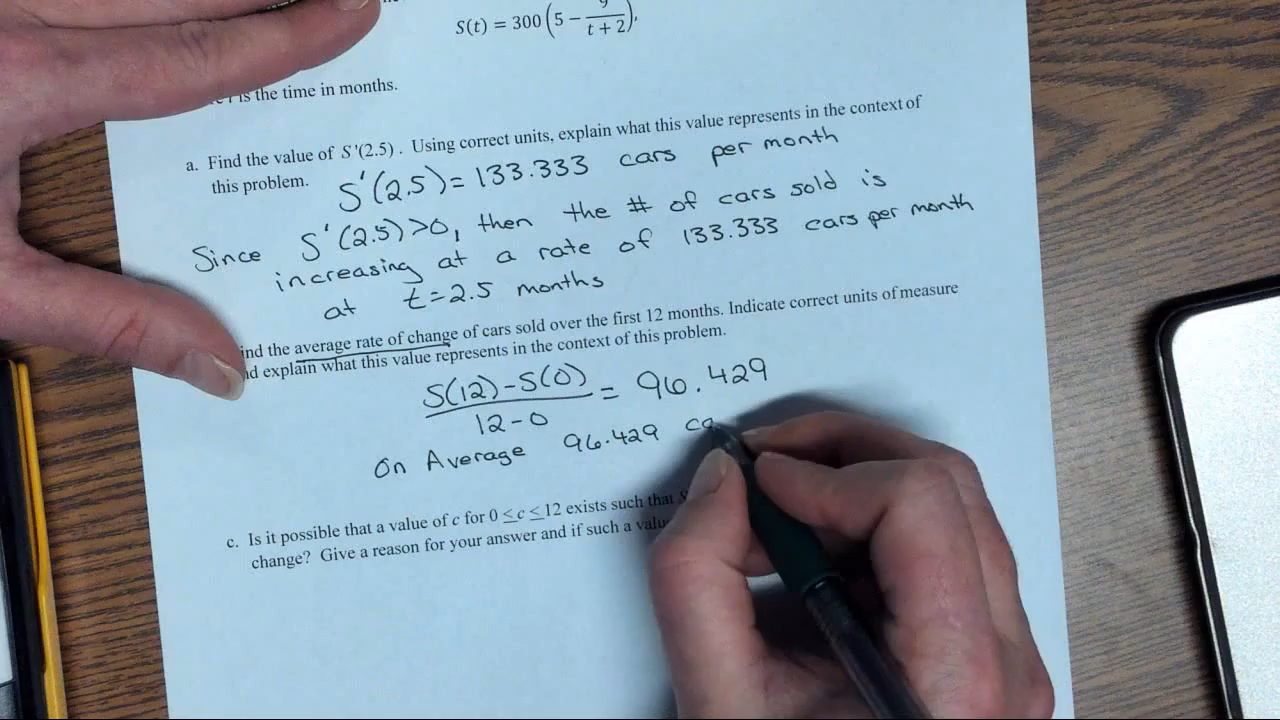 S(t) = 300 (5 − 9/(t + 2)),
is the time in months.
a. Find the value of S'(2.5). Using correct units, explain what this value represents in the context of
this problem.
S'(2.5) = 133.333 cars per month
Since S'(2.5) > 0, then the # of cars sold is
increasing at a rate of 133.333 cars per month
at t = 2.5 months
ind the average rate of change of cars sold over the first 12 months. Indicate correct units of measure
d explain what this value represents in the context of this problem.
S(12) − S(0) = 96.429
12 − 0
On Average 96.429 ca
c. Is it possible that a value of c for 0 ≤ c ≤ 12 exists such that
change? Give a reason for your answer and if such a valu